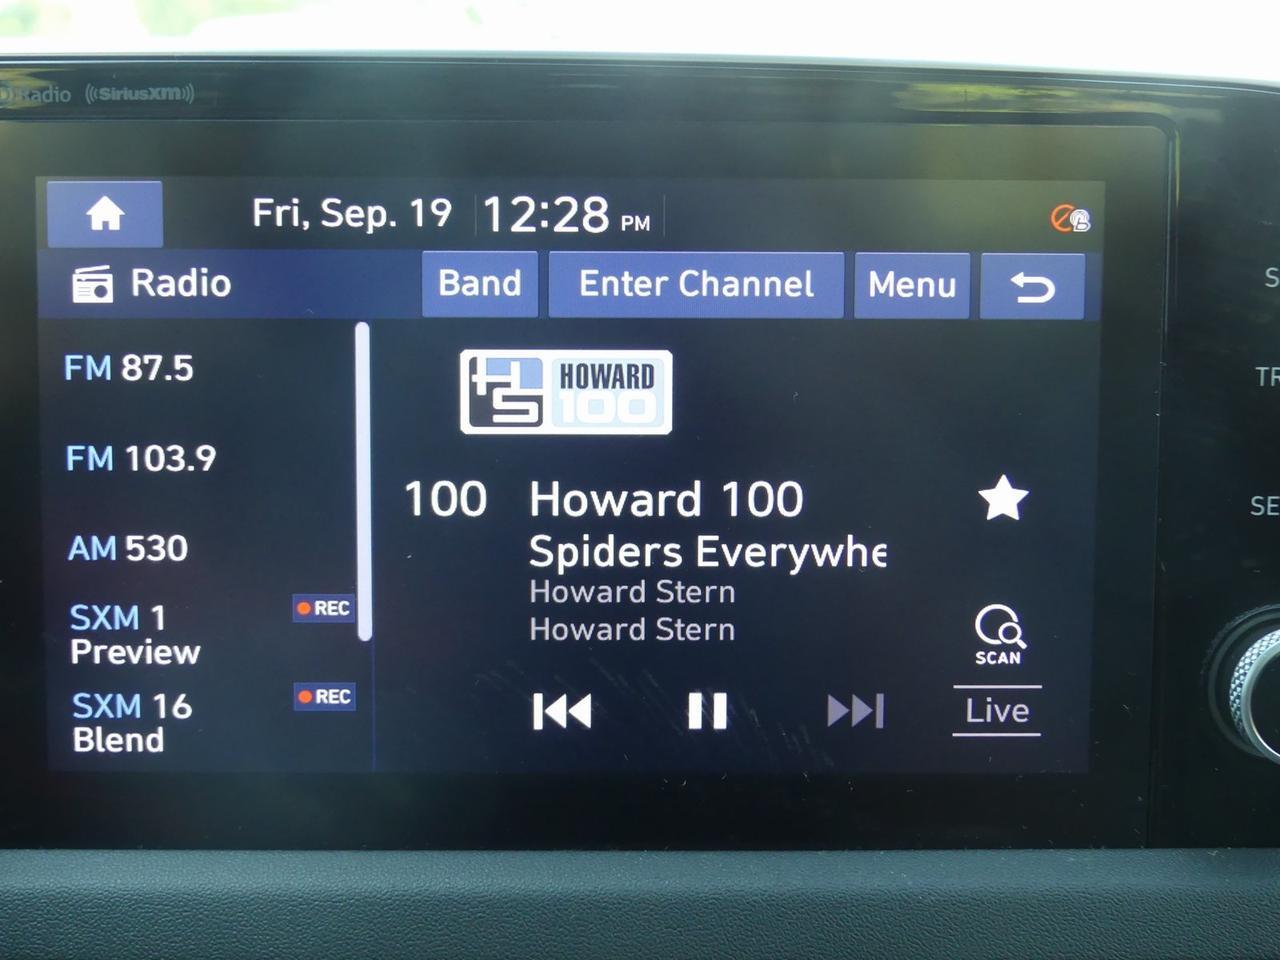 Radio SiriusXM
Fri, Sep. 19 12:28 PM
Radio Band Enter Channel Menu
FM 87.5
FM 103.9
AM 530
SXM 1 REC
Preview
SXM 16 REC
Blend
HS HOWARD
100
100 Howard 100
Spiders Everywhe
Howard Stern
Howard Stern
SCAN
Live